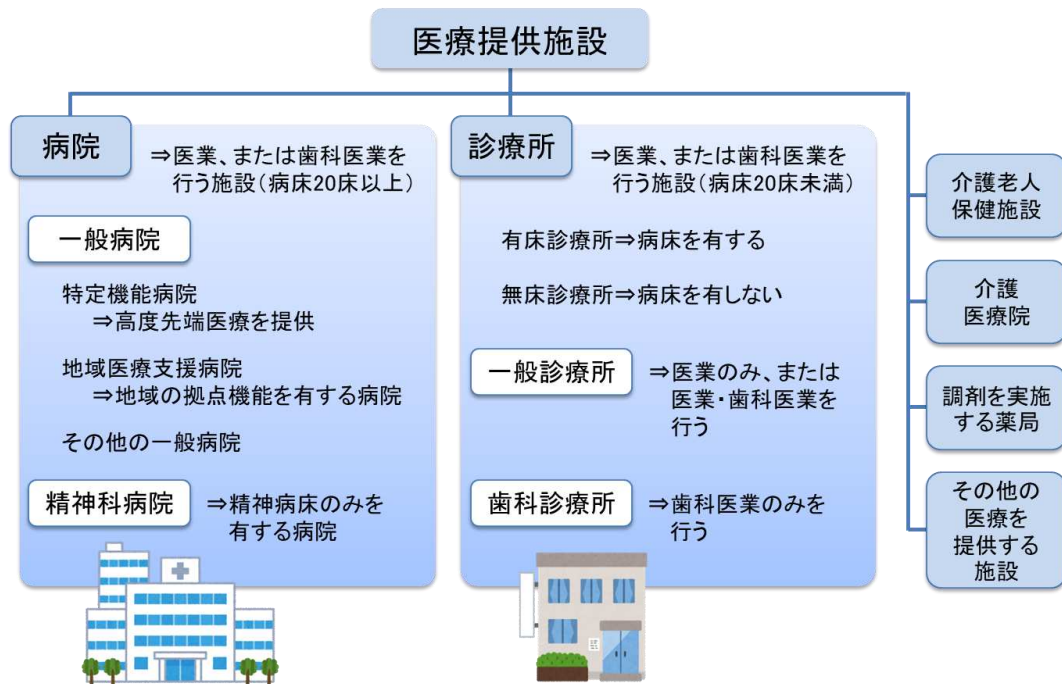 医療提供施設
病院
⇒医業、または歯科医業を
行う施設(病床20床以上)
一般病院
特定機能病院
⇒高度先端医療を提供
地域医療支援病院
⇒地域の拠点機能を有する病院
その他の一般病院
精神科病院
⇒精神病床のみを
有する病院
診療所
⇒医業、または歯科医業を
行う施設(病床20床未満)
有床診療所⇒病床を有する
無床診療所⇒病床を有しない
一般診療所
⇒医業のみ、または
医業・歯科医業を
行う
歯科診療所
⇒歯科医業のみを
行う
介護老人
保健施設
介護
医療院
調剤を実施
する薬局
その他の
医療を
提供する
施設